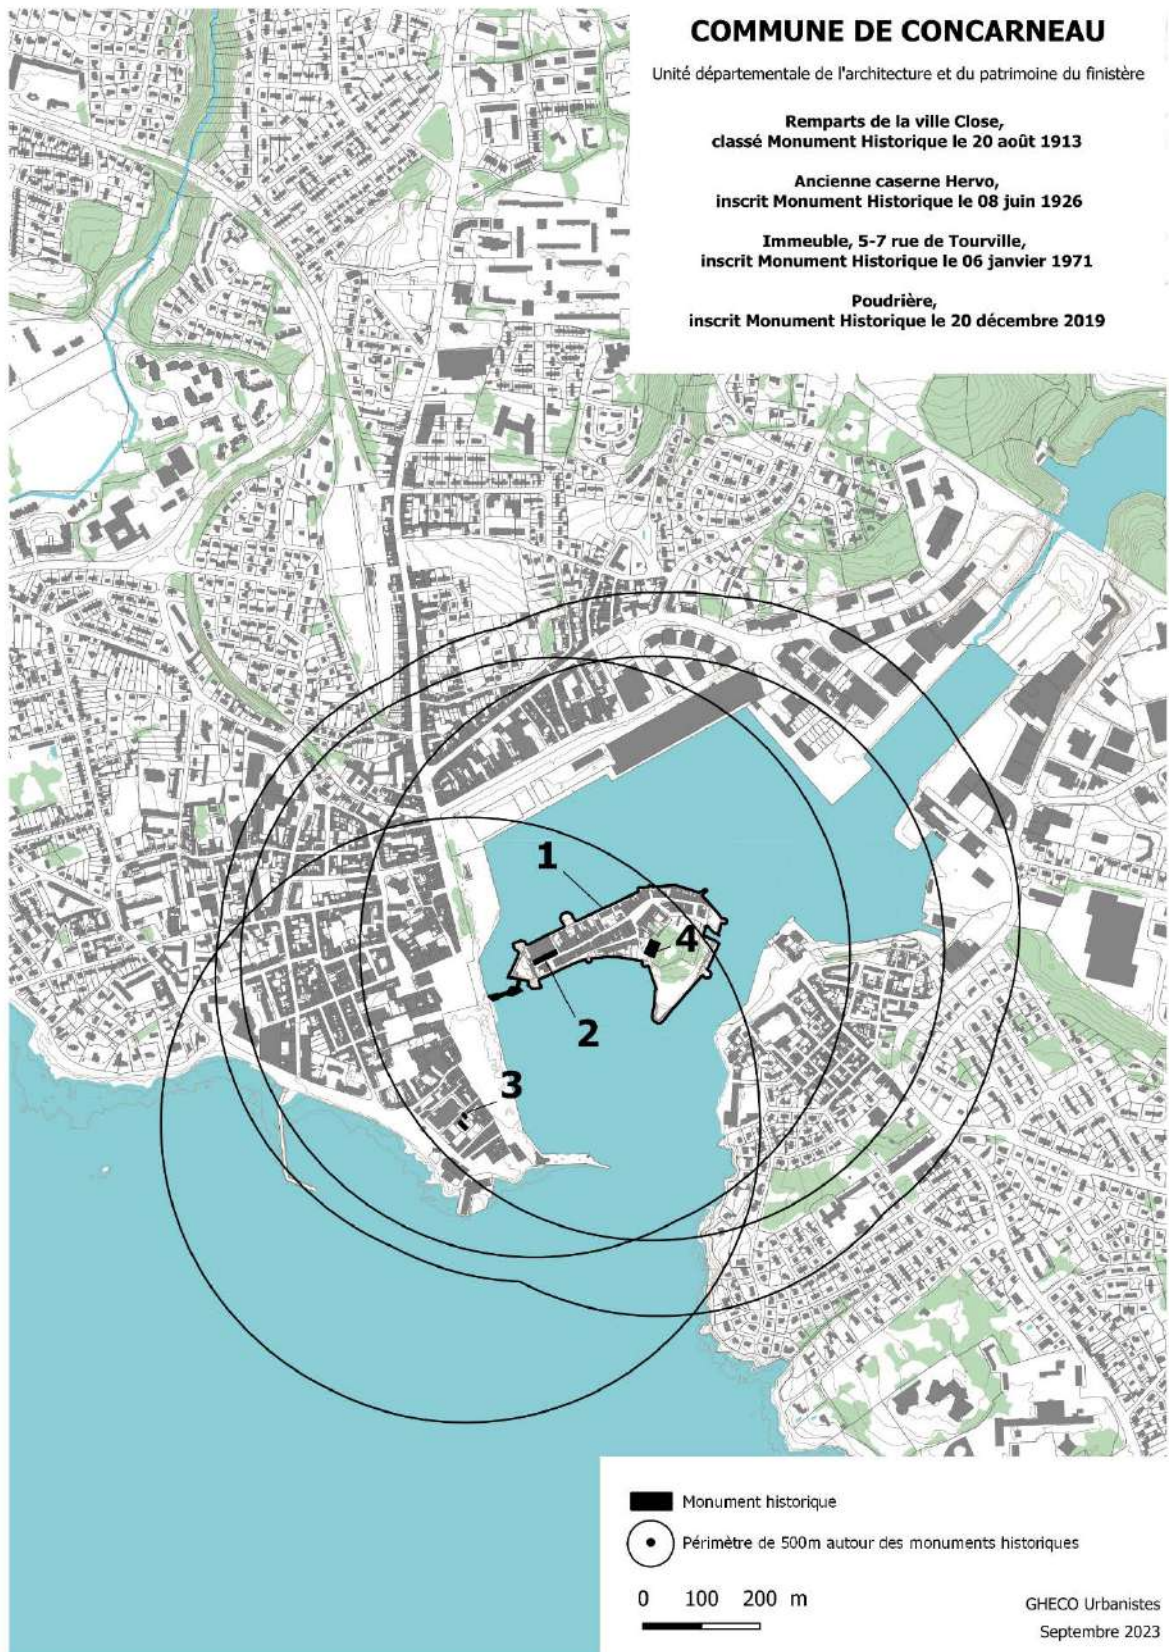 COMMUNE DE CONCARNEAU
Unité départementale de l'architecture et du patrimoine du finistère
Remparts de la ville Close,
classé Monument Historique le 20 août 1913
Ancienne caserne Hervo,
inscrit Monument Historique le 08 juin 1926
Immeuble, 5-7 rue de Tourville,
inscrit Monument Historique le 06 janvier 1971
Poudrière,
inscrit Monument Historique le 20 décembre 2019
1
4
2
3
Monument historique
Périmètre de 500m autour des monuments historiques
0 100 200 m
GHECO Urbanistes
Septembre 2023